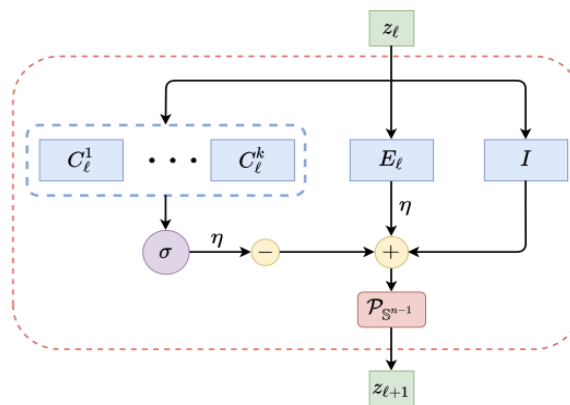 z_ℓ
C_ℓ^1 · · · C_ℓ^k E_ℓ I
η
σ η − +
P_{S^{n−1}}
z_{ℓ+1}